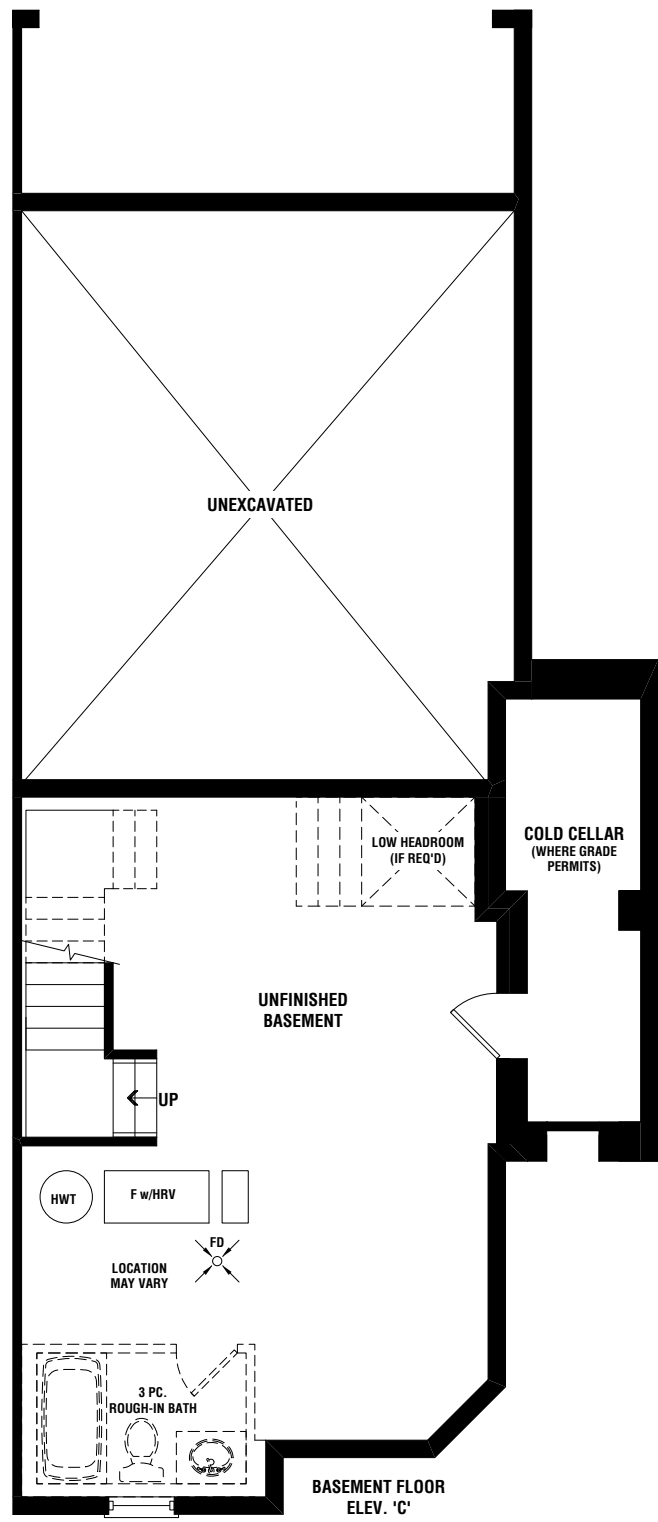 UNEXCAVATED
LOW HEADROOM
(IF REQ'D)
COLD CELLAR
(WHERE GRADE
PERMITS)
UNFINISHED
BASEMENT
UP
HWT
F w/HRV
FD
LOCATION
MAY VARY
3 PC.
ROUGH-IN BATH
BASEMENT FLOOR
ELEV. 'C'